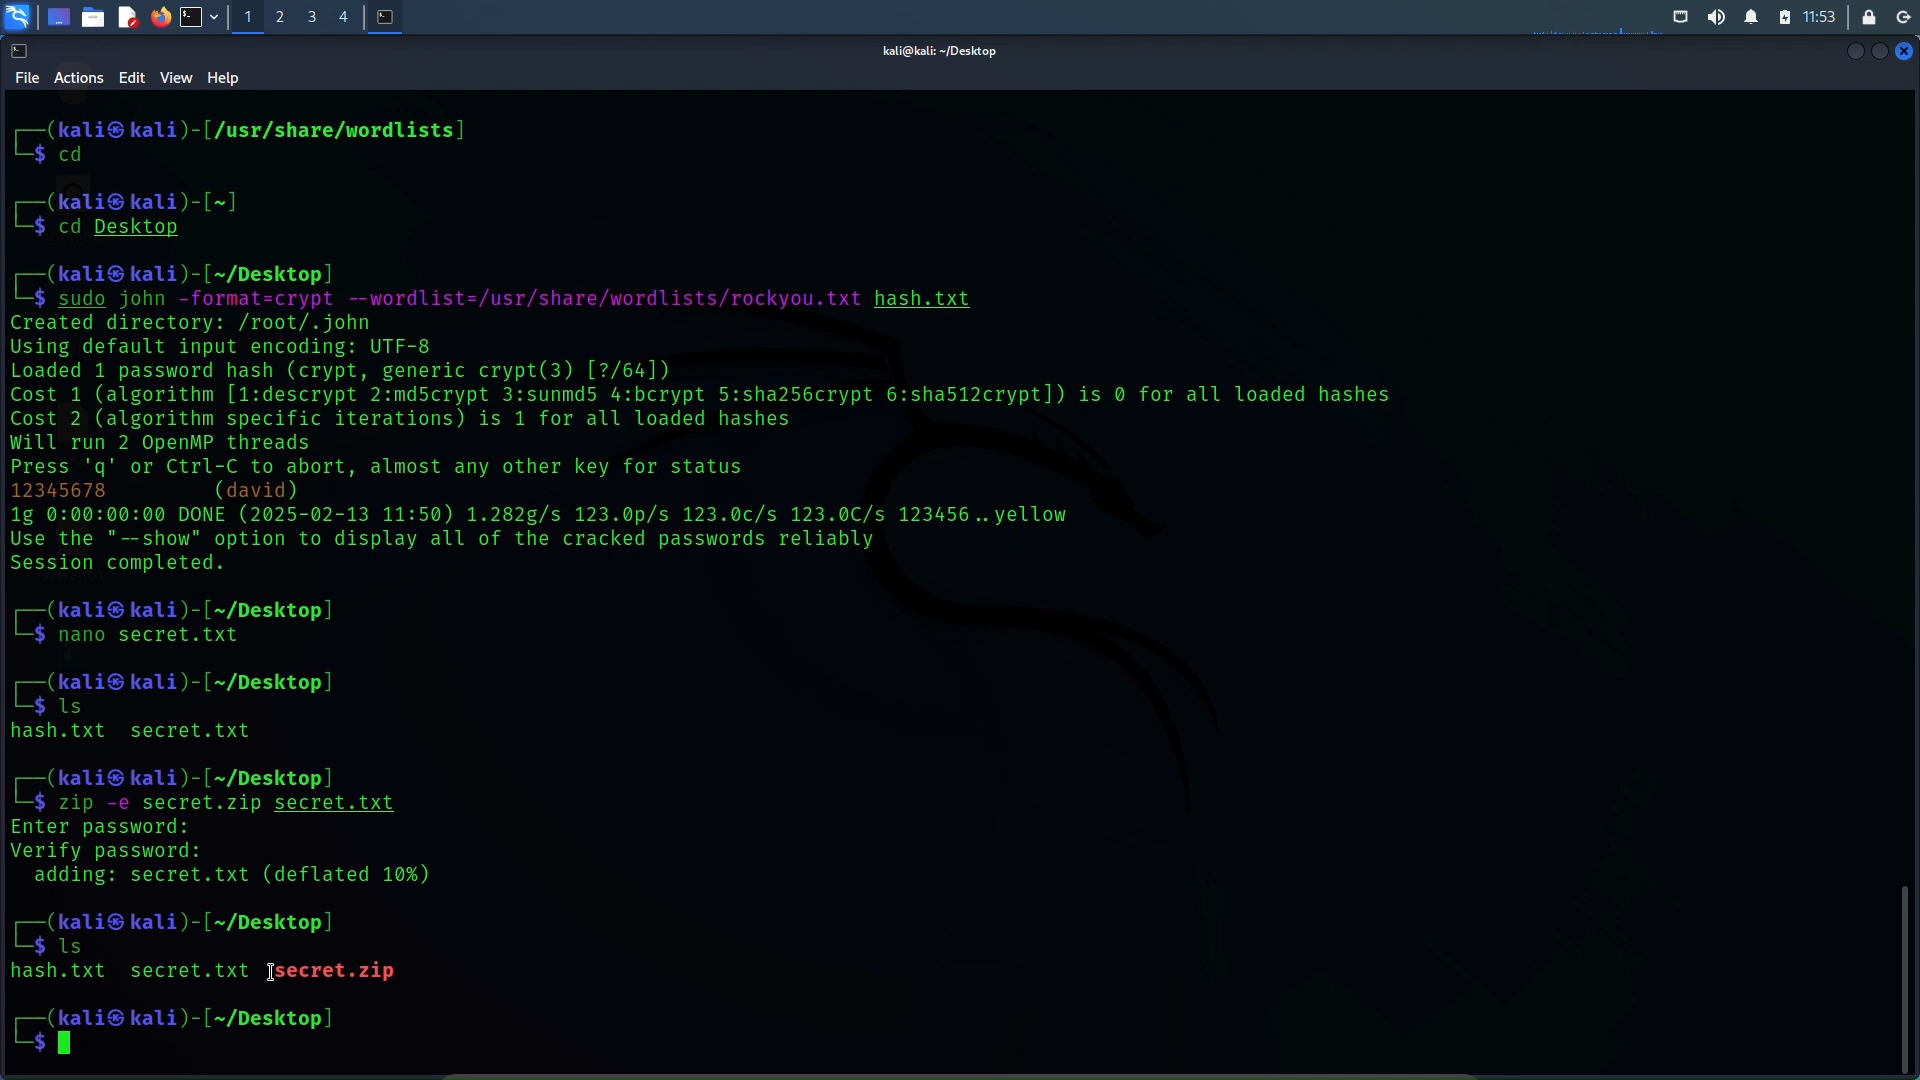 1 2 3 4 11:53
kali@kali: ~/Desktop
File Actions Edit View Help
┌──(kali㉿kali)-[/usr/share/wordlists]
└─$ cd
┌──(kali㉿kali)-[~]
└─$ cd Desktop
┌──(kali㉿kali)-[~/Desktop]
└─$ sudo john -format=crypt --wordlist=/usr/share/wordlists/rockyou.txt hash.txt
Created directory: /root/.john
Using default input encoding: UTF-8
Loaded 1 password hash (crypt, generic crypt(3) [?/64])
Cost 1 (algorithm [1:descrypt 2:md5crypt 3:sunmd5 4:bcrypt 5:sha256crypt 6:sha512crypt]) is 0 for all loaded hashes
Cost 2 (algorithm specific iterations) is 1 for all loaded hashes
Will run 2 OpenMP threads
Press 'q' or Ctrl-C to abort, almost any other key for status
12345678         (david)
1g 0:00:00:00 DONE (2025-02-13 11:50) 1.282g/s 123.0p/s 123.0c/s 123.0C/s 123456..yellow
Use the "--show" option to display all of the cracked passwords reliably
Session completed.
┌──(kali㉿kali)-[~/Desktop]
└─$ nano secret.txt
┌──(kali㉿kali)-[~/Desktop]
└─$ ls
hash.txt  secret.txt
┌──(kali㉿kali)-[~/Desktop]
└─$ zip -e secret.zip secret.txt
Enter password:
Verify password:
  adding: secret.txt (deflated 10%)
┌──(kali㉿kali)-[~/Desktop]
└─$ ls
hash.txt  secret.txt  secret.zip
┌──(kali㉿kali)-[~/Desktop]
└─$